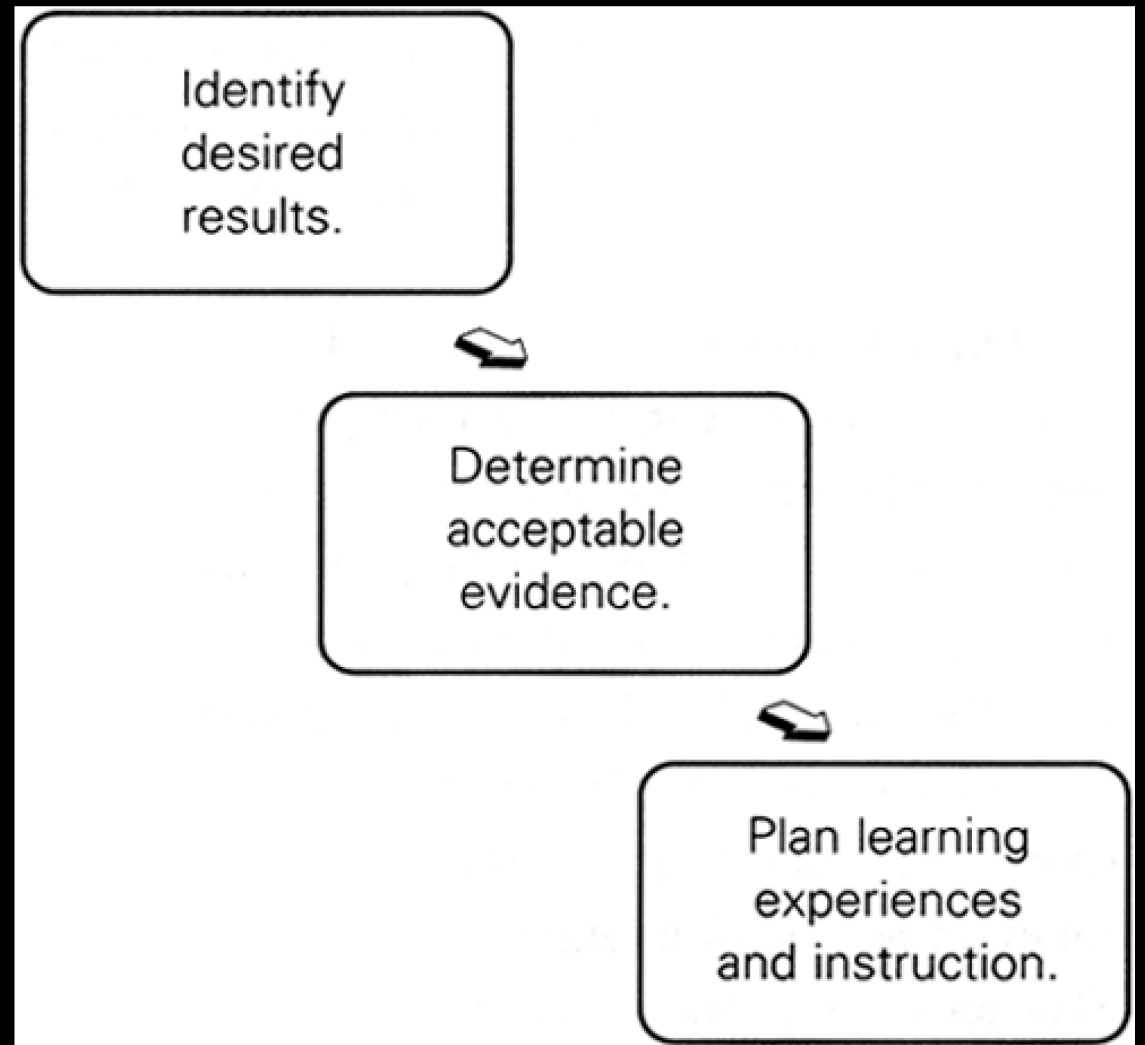 Identify
desired
results.
Determine
acceptable
evidence.
Plan learning
experiences
and instruction.